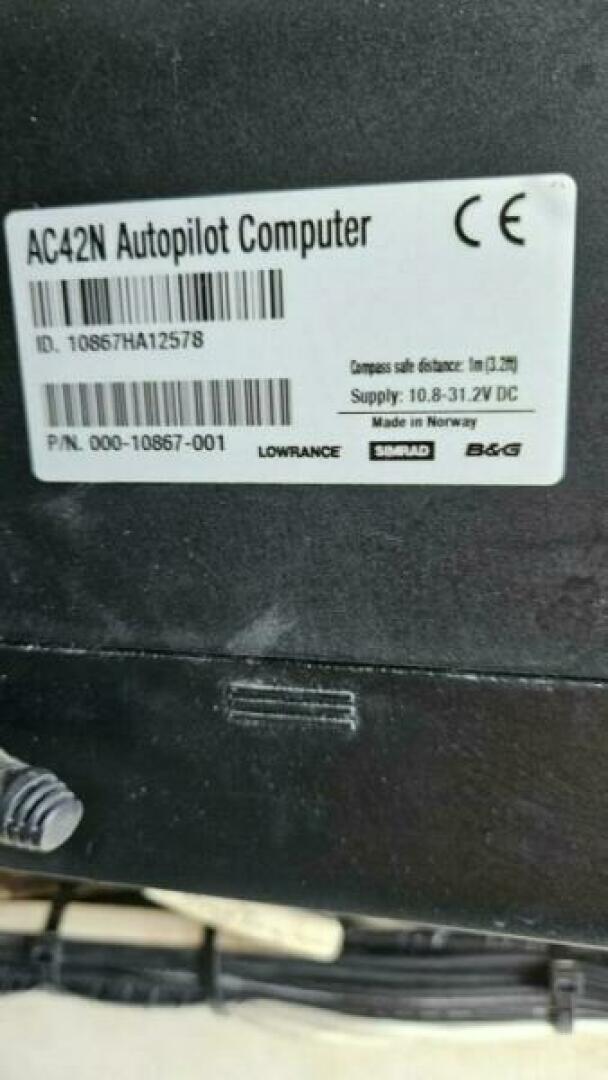 AC42N Autopilot Computer
CE
ID. 10867HA12578
Compass safe distance: 1m (3.2ft)
Supply: 10.8-31.2V DC
Made in Norway
P/N. 000-10867-001
LOWRANCE SIMRAD B&G